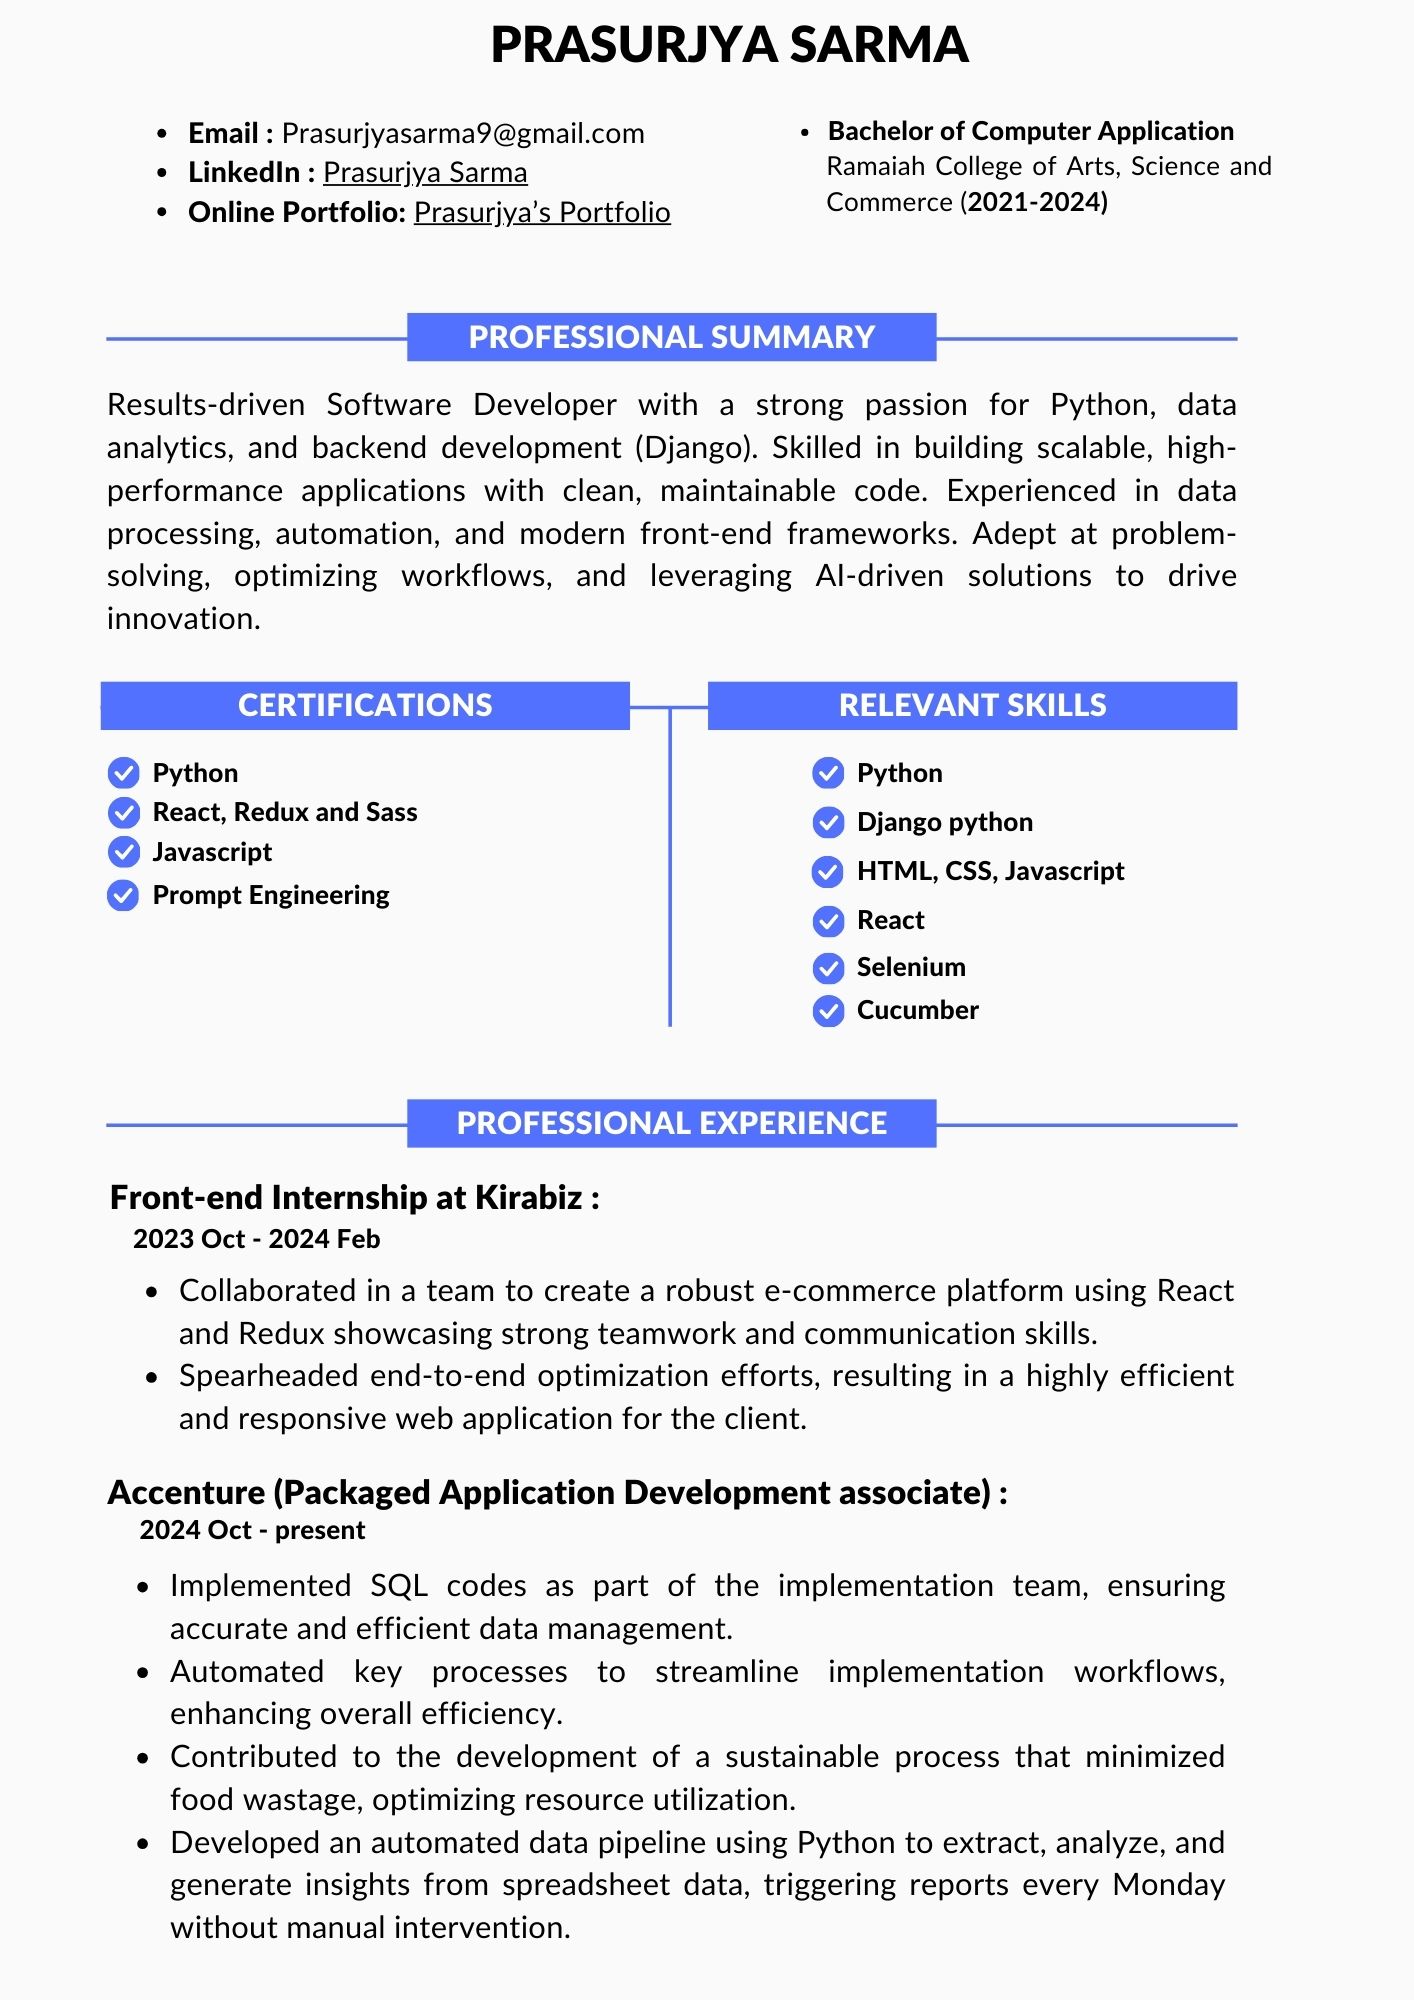 PRASURJYA SARMA
• Email : Prasurjyasarma9@gmail.com
• LinkedIn : Prasurjya Sarma
• Online Portfolio: Prasurjya’s Portfolio
• Bachelor of Computer Application
Ramaiah College of Arts, Science and
Commerce (2021-2024)
PROFESSIONAL SUMMARY
Results-driven Software Developer with a strong passion for Python, data
analytics, and backend development (Django). Skilled in building scalable, high-
performance applications with clean, maintainable code. Experienced in data
processing, automation, and modern front-end frameworks. Adept at problem-
solving, optimizing workflows, and leveraging AI-driven solutions to drive
innovation.
CERTIFICATIONS
Python
React, Redux and Sass
Javascript
Prompt Engineering
RELEVANT SKILLS
Python
Django python
HTML, CSS, Javascript
React
Selenium
Cucumber
PROFESSIONAL EXPERIENCE
Front-end Internship at Kirabiz :
2023 Oct - 2024 Feb
• Collaborated in a team to create a robust e-commerce platform using React
and Redux showcasing strong teamwork and communication skills.
• Spearheaded end-to-end optimization efforts, resulting in a highly efficient
and responsive web application for the client.
Accenture (Packaged Application Development associate) :
2024 Oct - present
• Implemented SQL codes as part of the implementation team, ensuring
accurate and efficient data management.
• Automated key processes to streamline implementation workflows,
enhancing overall efficiency.
• Contributed to the development of a sustainable process that minimized
food wastage, optimizing resource utilization.
• Developed an automated data pipeline using Python to extract, analyze, and
generate insights from spreadsheet data, triggering reports every Monday
without manual intervention.